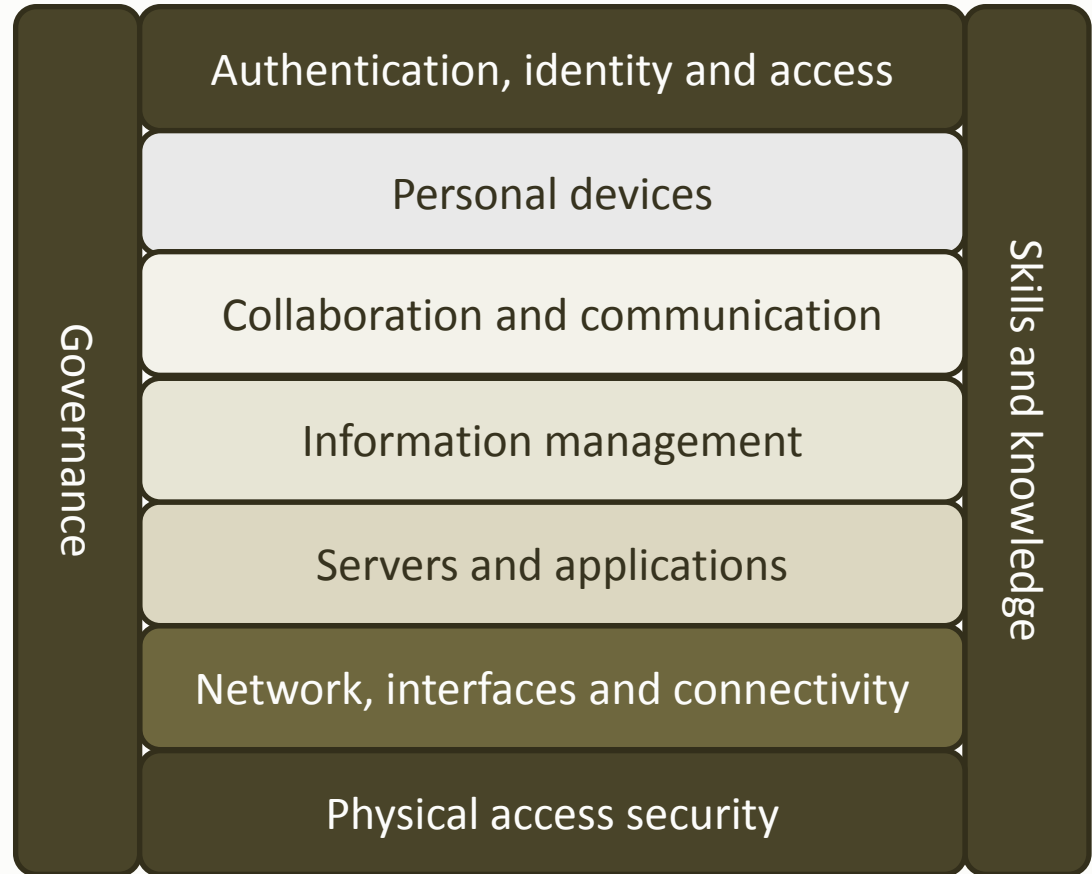 Governance
Authentication, identity and access
Personal devices
Collaboration and communication
Information management
Servers and applications
Network, interfaces and connectivity
Physical access security
Skills and knowledge